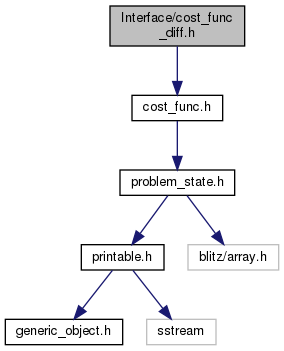 Interface/cost_func
_diff.h
cost_func.h
problem_state.h
printable.h
blitz/array.h
generic_object.h
sstream